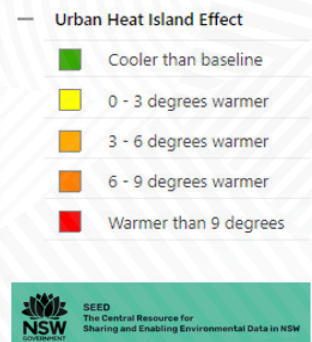 Urban Heat Island Effect
Cooler than baseline
0 - 3 degrees warmer
3 - 6 degrees warmer
6 - 9 degrees warmer
Warmer than 9 degrees
NSW
GOVERNMENT
SEED
The Central Resource for
Sharing and Enabling Environmental Data in NSW